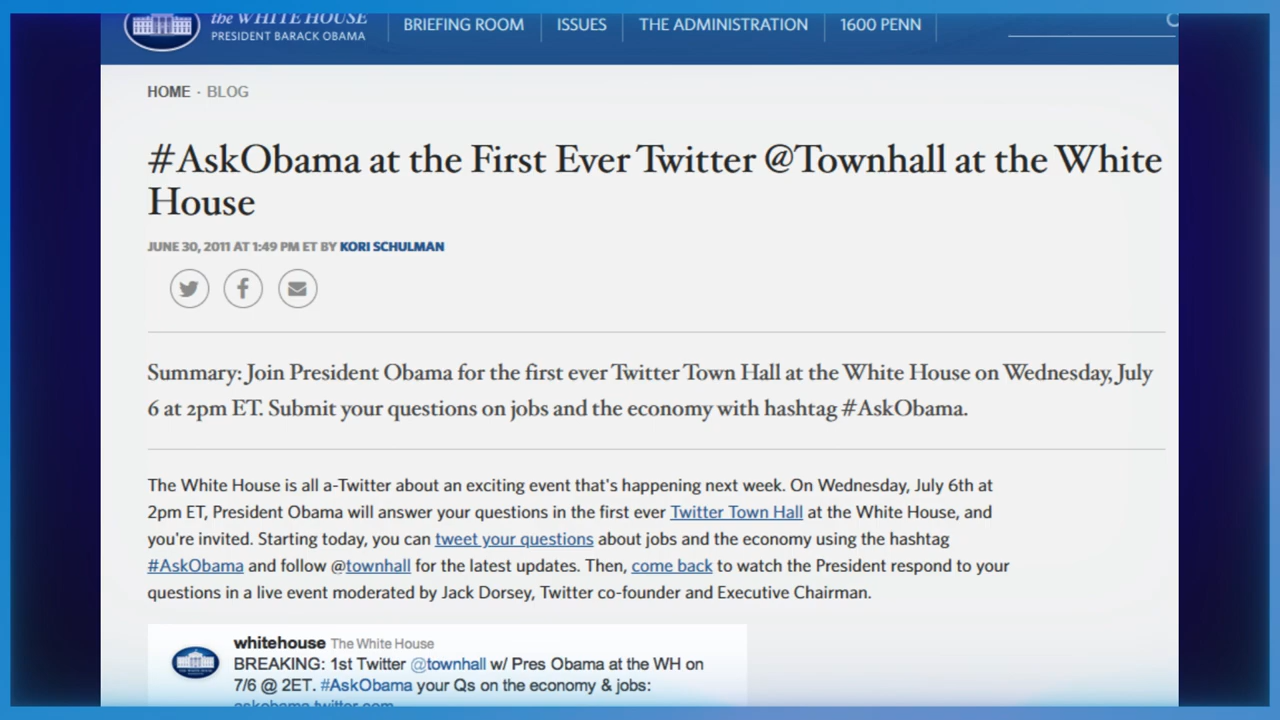 the WHITE HOUSE
PRESIDENT BARACK OBAMA
BRIEFING ROOM
ISSUES
THE ADMINISTRATION
1600 PENN
HOME · BLOG
#AskObama at the First Ever Twitter @Townhall at the White
House
JUNE 30, 2011 AT 1:49 PM ET BY KORI SCHULMAN
Summary: Join President Obama for the first ever Twitter Town Hall at the White House on Wednesday, July
6 at 2pm ET. Submit your questions on jobs and the economy with hashtag #AskObama.
The White House is all a-Twitter about an exciting event that's happening next week. On Wednesday, July 6th at
2pm ET, President Obama will answer your questions in the first ever Twitter Town Hall at the White House, and
you're invited. Starting today, you can tweet your questions about jobs and the economy using the hashtag
#AskObama and follow @townhall for the latest updates. Then, come back to watch the President respond to your
questions in a live event moderated by Jack Dorsey, Twitter co-founder and Executive Chairman.
whitehouse The White House
BREAKING: 1st Twitter @townhall w/ Pres Obama at the WH on
7/6 @ 2ET. #AskObama your Qs on the economy & jobs:
askobama.twitter.com